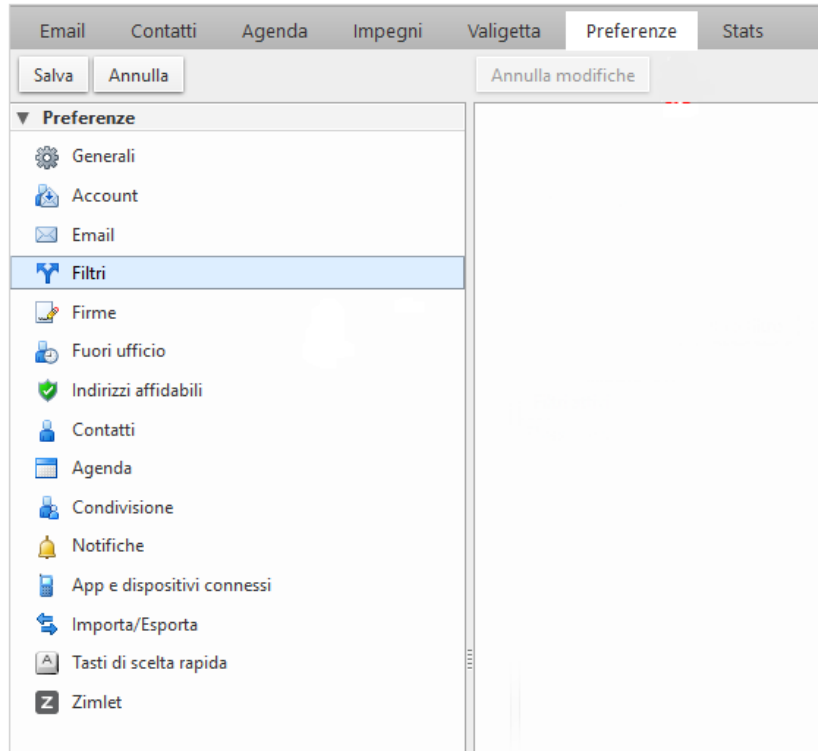 Email Contatti Agenda Impegni Valigetta Preferenze Stats
Salva Annulla Annulla modifiche
Preferenze
Generali
Account
Email
Filtri
Firme
Fuori ufficio
Indirizzi affidabili
Contatti
Agenda
Condivisione
Notifiche
App e dispositivi connessi
Importa/Esporta
A Tasti di scelta rapida
Z Zimlet